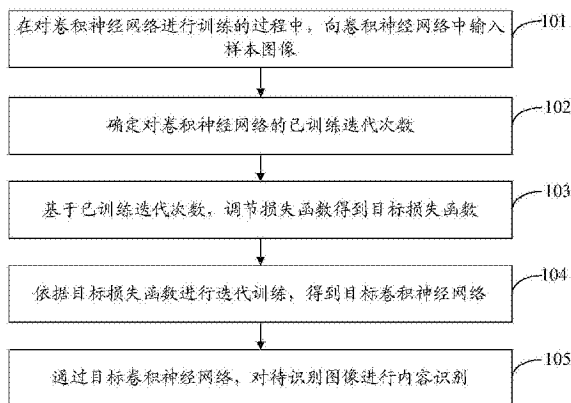 在对卷积神经网络进行训练的过程中，向卷积神经网络中输入
样本图像
101
确定对卷积神经网络的已训练迭代次数
102
基于已训练迭代次数，调节损失函数得到目标损失函数
103
依据目标损失函数进行迭代训练，得到目标卷积神经网络
104
通过目标卷积神经网络，对待识别图像进行内容识别
105